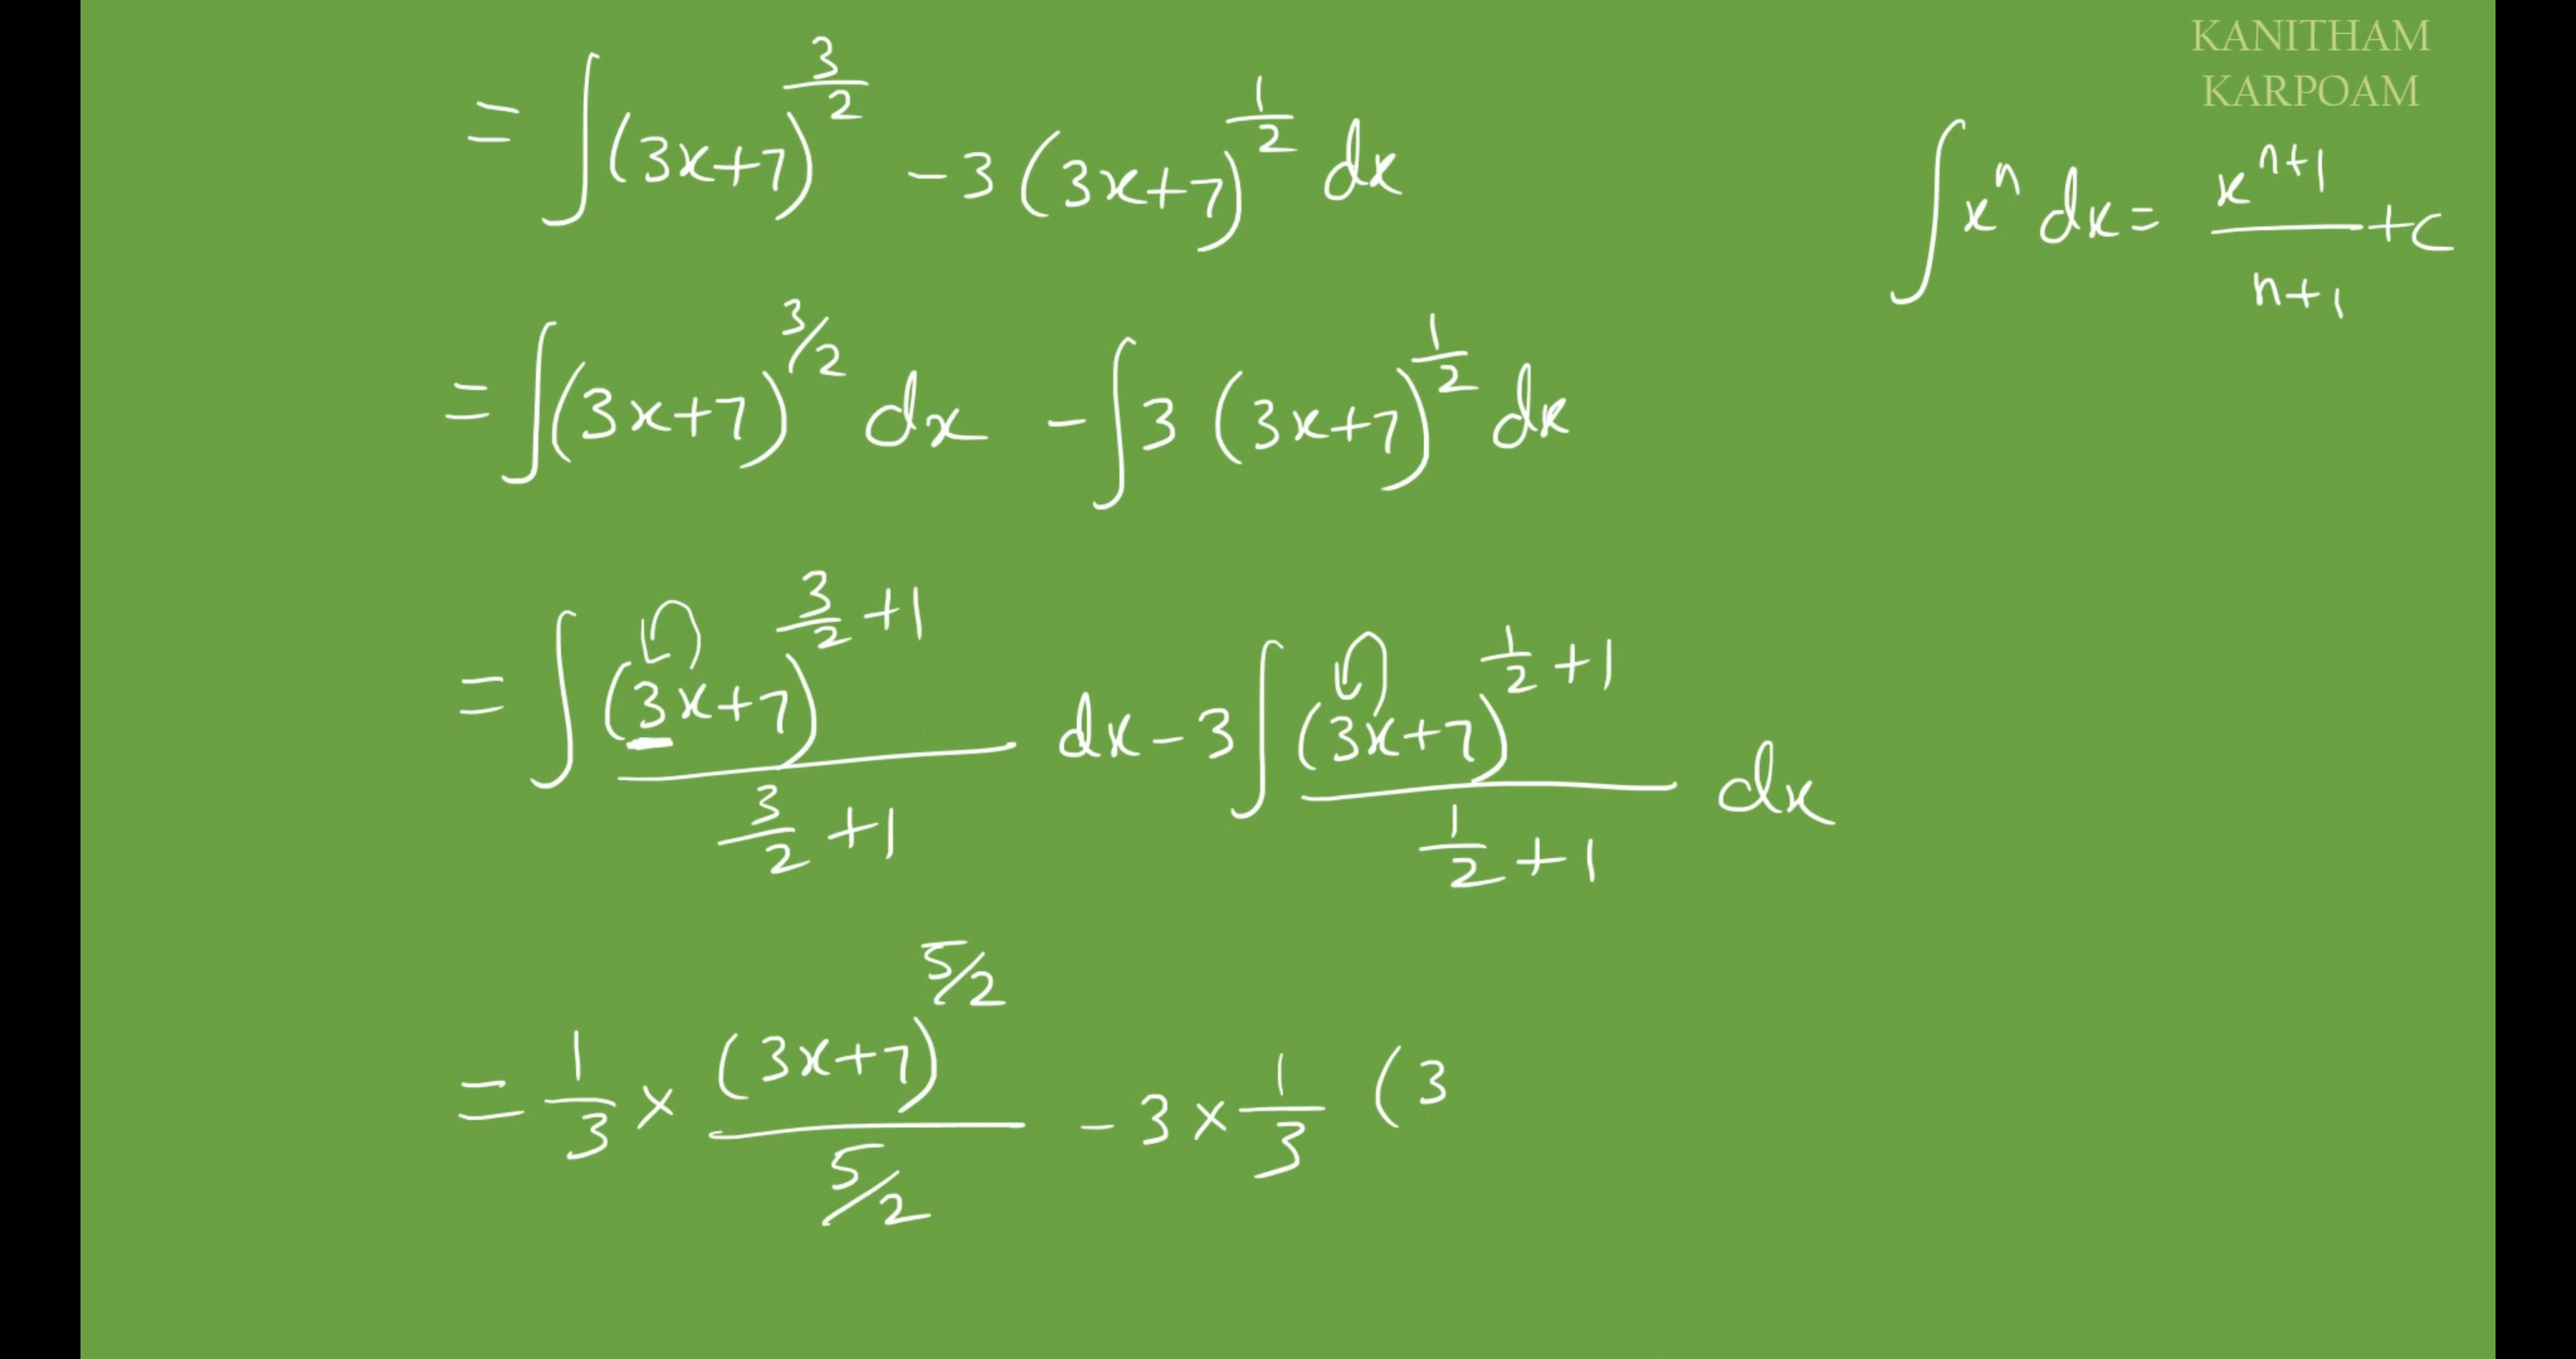 KANITHAM
KARPOAM
= ∫(3x+7)^(3/2) - 3(3x+7)^(1/2) dx
∫x^n dx = x^(n+1)/(n+1) + c
= ∫(3x+7)^(3/2) dx - ∫3(3x+7)^(1/2) dx
= ∫(3x+7)^(3/2+1)/(3/2+1) dx - 3∫(3x+7)^(1/2+1)/(1/2+1) dx
= 1/3 × (3x+7)^(5/2)/(5/2) - 3 × 1/3 (3